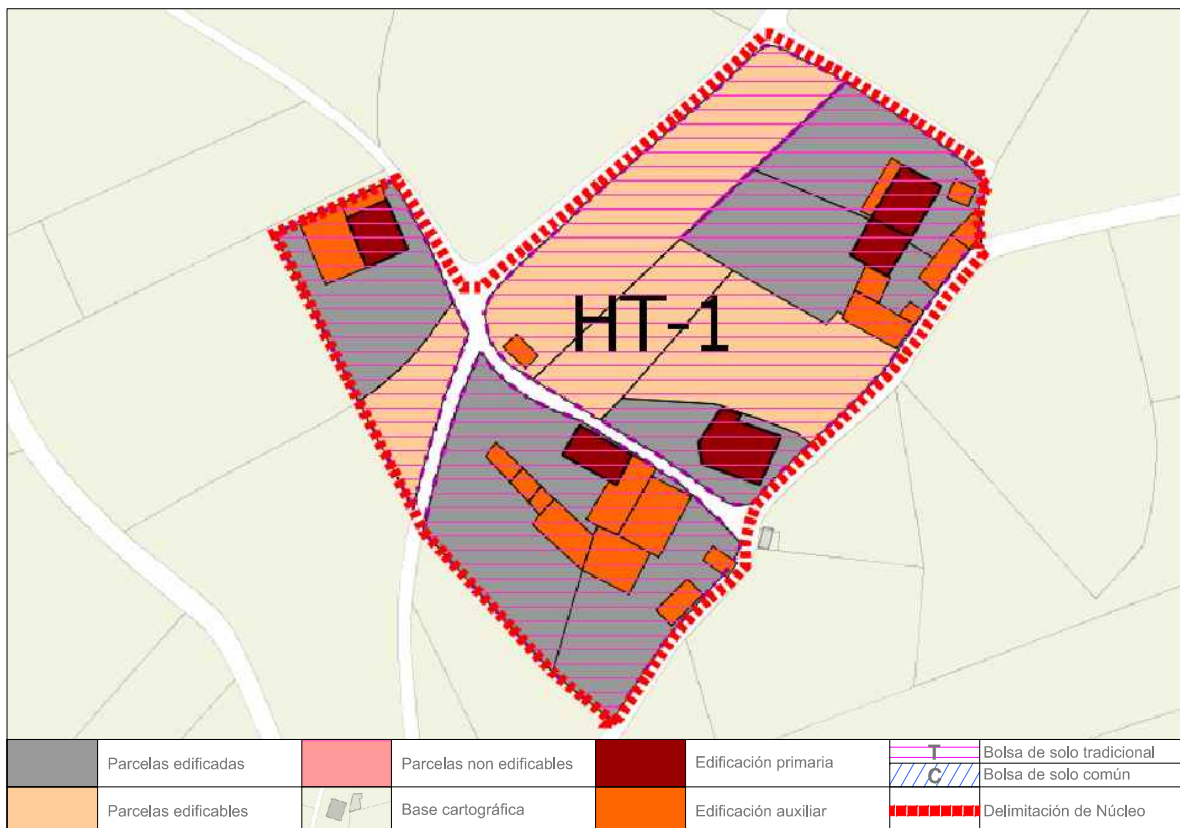 HT-1
Parcelas edificadas
Parcelas non edificables
Edificación primaria
T
Bolsa de solo tradicional
C
Bolsa de solo común
Parcelas edificables
Base cartográfica
Edificación auxiliar
Delimitación de Núcleo